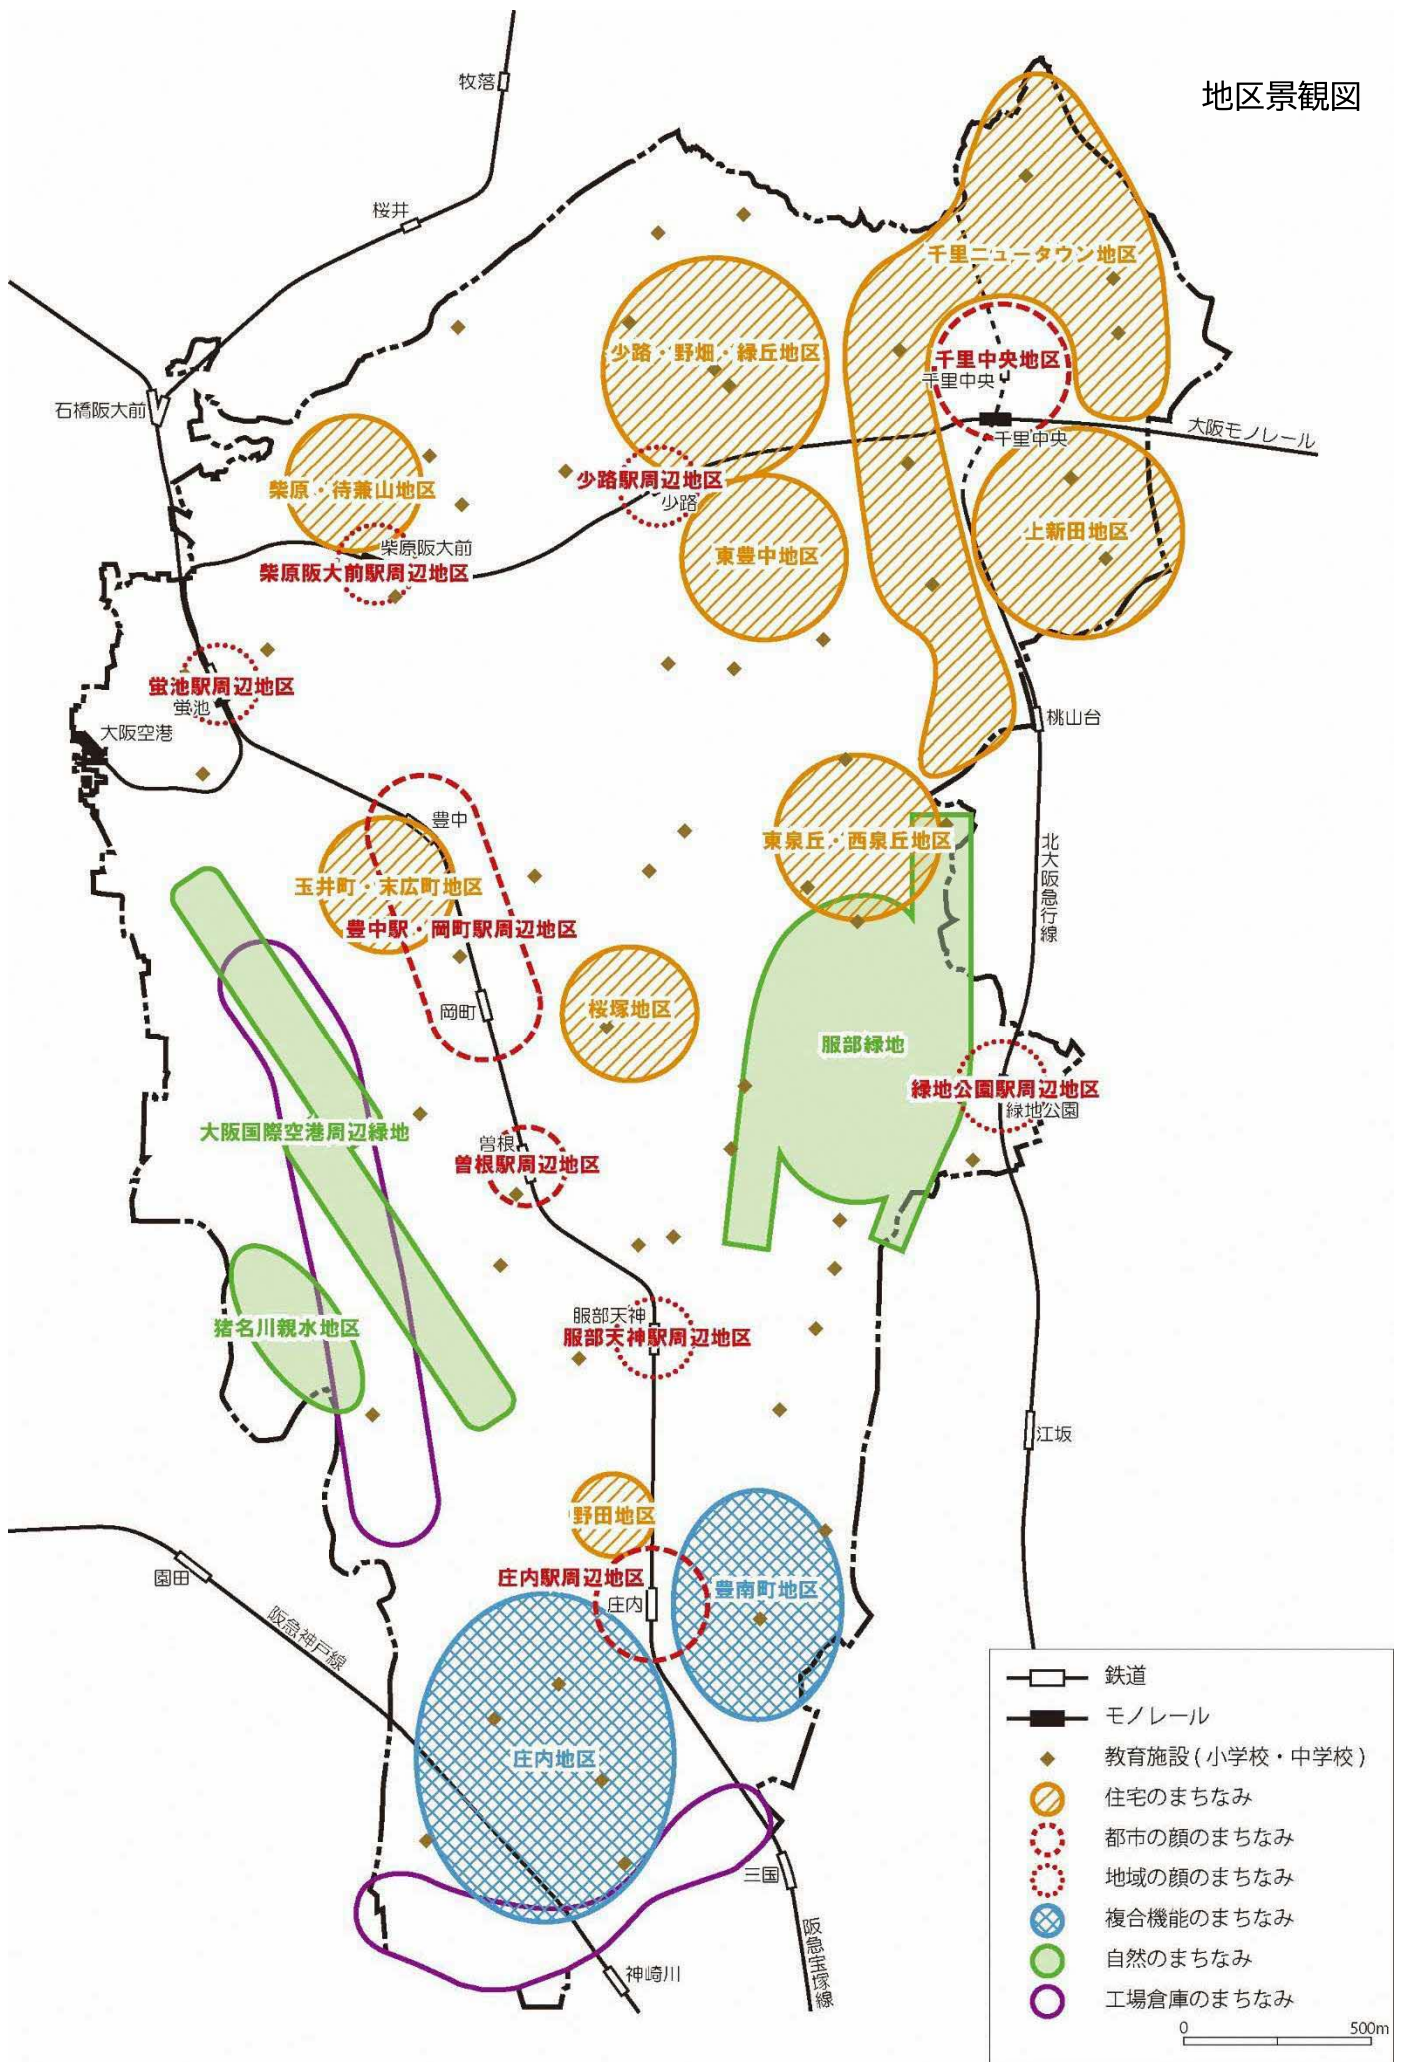 地区景観図
牧落
桜井
千里ニュータウン地区
少路・野畑・緑丘地区
千里中央地区
千里中央
石橋阪大前
千里中央
大阪モノレール
柴原・待兼山地区
少路駅周辺地区
少路
上新田地区
柴原阪大前
東豊中地区
柴原阪大前駅周辺地区
蛍池駅周辺地区
蛍池
桃山台
大阪空港
豊中
東泉丘・西泉丘地区
北大阪急行線
玉井町・末広町地区
豊中駅・岡町駅周辺地区
岡町
桜塚地区
服部緑地
緑地公園駅周辺地区
緑地公園
大阪国際空港周辺緑地
曽根
曽根駅周辺地区
服部天神
猪名川親水地区
服部天神駅周辺地区
江坂
野田地区
園田
庄内駅周辺地区
豊南町地区
庄内
阪急神戸線
庄内地区
三国
阪急宝塚線
神崎川
鉄道
モノレール
教育施設(小学校・中学校)
住宅のまちなみ
都市の顔のまちなみ
地域の顔のまちなみ
複合機能のまちなみ
自然のまちなみ
工場倉庫のまちなみ
0 500m